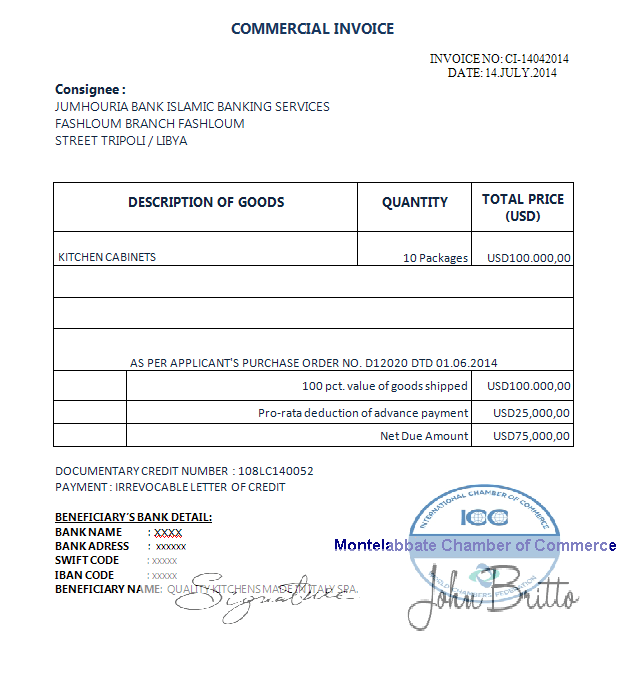 COMMERCIAL INVOICE
INVOICE NO: CI-14042014
DATE: 14.JULY.2014
Consignee :
JUMHOURIA BANK ISLAMIC BANKING SERVICES
FASHLOUM BRANCH FASHLOUM
STREET TRIPOLI / LIBYA
DESCRIPTION OF GOODS QUANTITY TOTAL PRICE (USD)
KITCHEN CABINETS 10 Packages USD100.000,00
AS PER APPLICANT'S PURCHASE ORDER NO. D12020 DTD 01.06.2014
100 pct. value of goods shipped USD100.000,00
Pro-rata deduction of advance payment USD25,000,00
Net Due Amount USD75,000,00
DOCUMENTARY CREDIT NUMBER : 108LC140052
PAYMENT : IRREVOCABLE LETTER OF CREDIT
BENEFICIARY'S BANK DETAIL:
BANK NAME : XXXX
BANK ADRESS : xxxxxx
SWIFT CODE : xxxxx
IBAN CODE : xxxxx
BENEFICIARY NAME: QUALITY KITCHENS MADE IN ITALY SPA.
Signature
INTERNATIONAL CHAMBER OF COMMERCE
ICC
Montelabbate Chamber of Commerce
WORLD CHAMBERS FEDERATION
John Britto